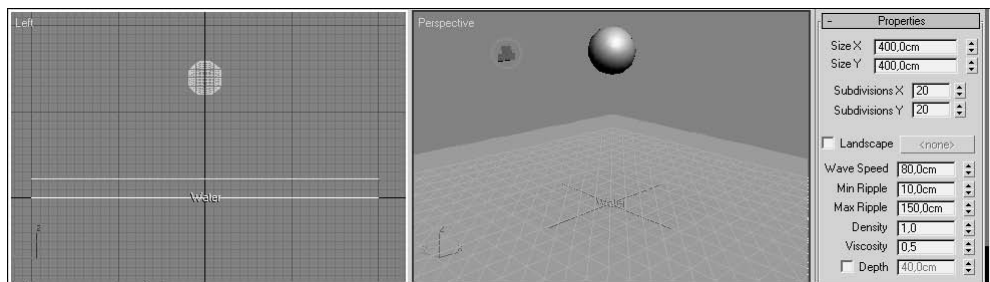 Left
Water
Perspective
Water
- Properties
Size X 400,0cm
Size Y 400,0cm
Subdivisions X 20
Subdivisions Y 20
Landscape <none>
Wave Speed 80,0cm
Min Ripple 10,0cm
Max Ripple 150,0cm
Density 1,0
Viscosity 0,5
Depth 40,0cm